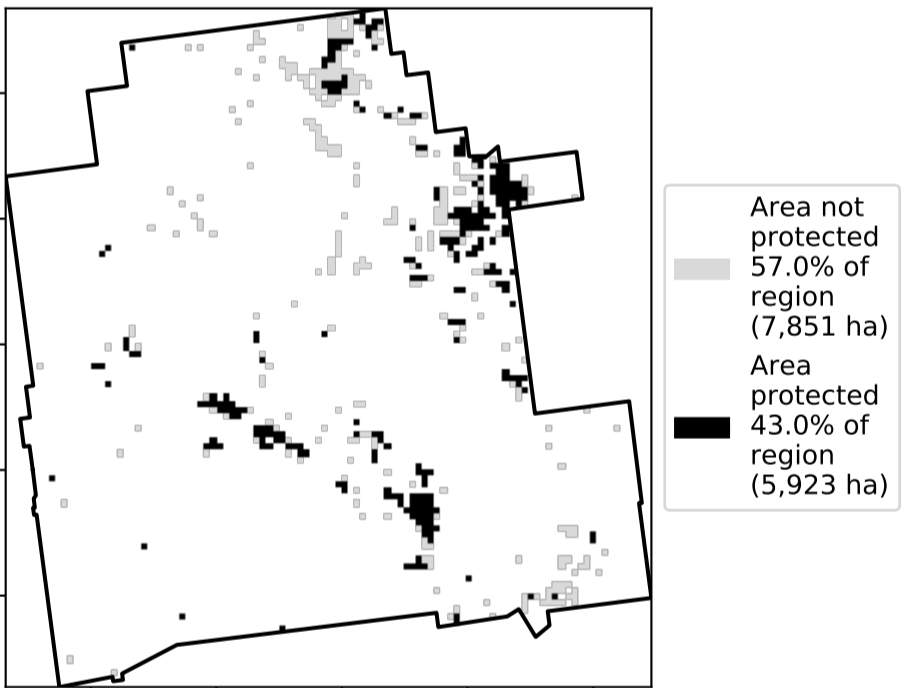 Area not
protected
57.0% of
region
(7,851 ha)
Area
protected
43.0% of
region
(5,923 ha)